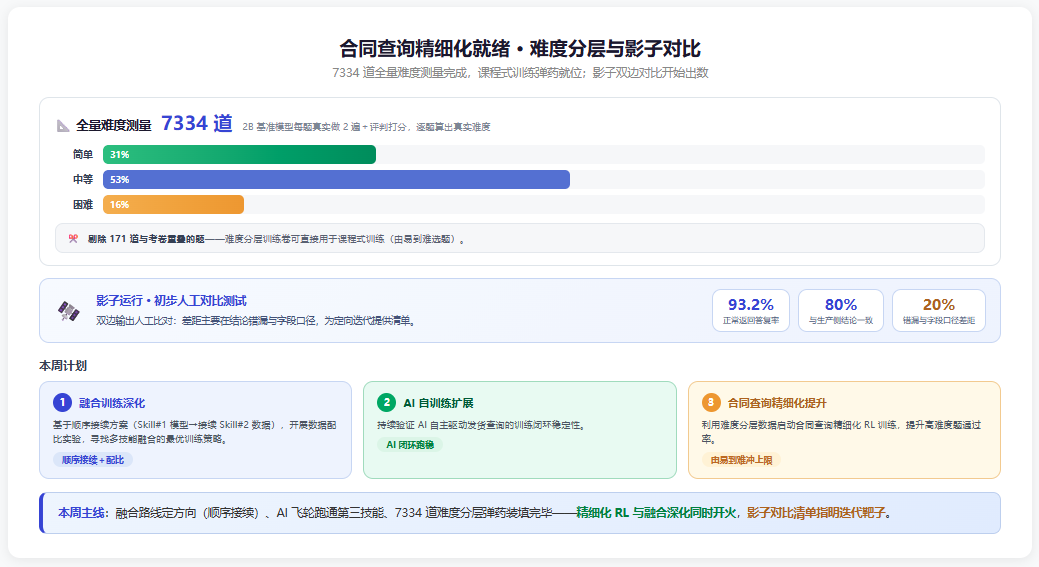 合同查询精细化就绪・难度分层与影子对比
7334 道全量难度测量完成，课程式训练弹药就位；影子双边对比开始出数
全量难度测量 7334 道 2B 基准模型每题真实做 2 遍 + 评判打分，逐题算出真实难度
简单 31%
中等 53%
困难 16%
剔除 171 道与考卷重叠的题——难度分层训练卷可直接用于课程式训练（由易到难选题）。
影子运行・初步人工对比测试
双边输出人工比对：差距主要在结论错漏与字段口径，为定向迭代提供清单。
93.2%
正常返回答复率
80%
与生产侧结论一致
20%
错漏与字段口径差距
本周计划
1 融合训练深化
基于顺序接续方案（Skill#1 模型→接续 Skill#2 数据），开展数据配
比实验，寻找多技能融合的最优训练策略。
顺序接续 + 配比
2 AI 自训练扩展
持续验证 AI 自主驱动发货查询的训练闭环稳定性。
AI 闭环跑稳
3 合同查询精细化提升
利用难度分层数据启动合同查询精细化 RL 训练，提升高难度题通过
率。
由易到难冲上限
本周主线：融合路线定方向（顺序接续）、AI 飞轮跑通第三技能、7334 道难度分层弹药装填完毕——精细化 RL 与融合深化同时开火，影子对比清单指明迭代靶子。